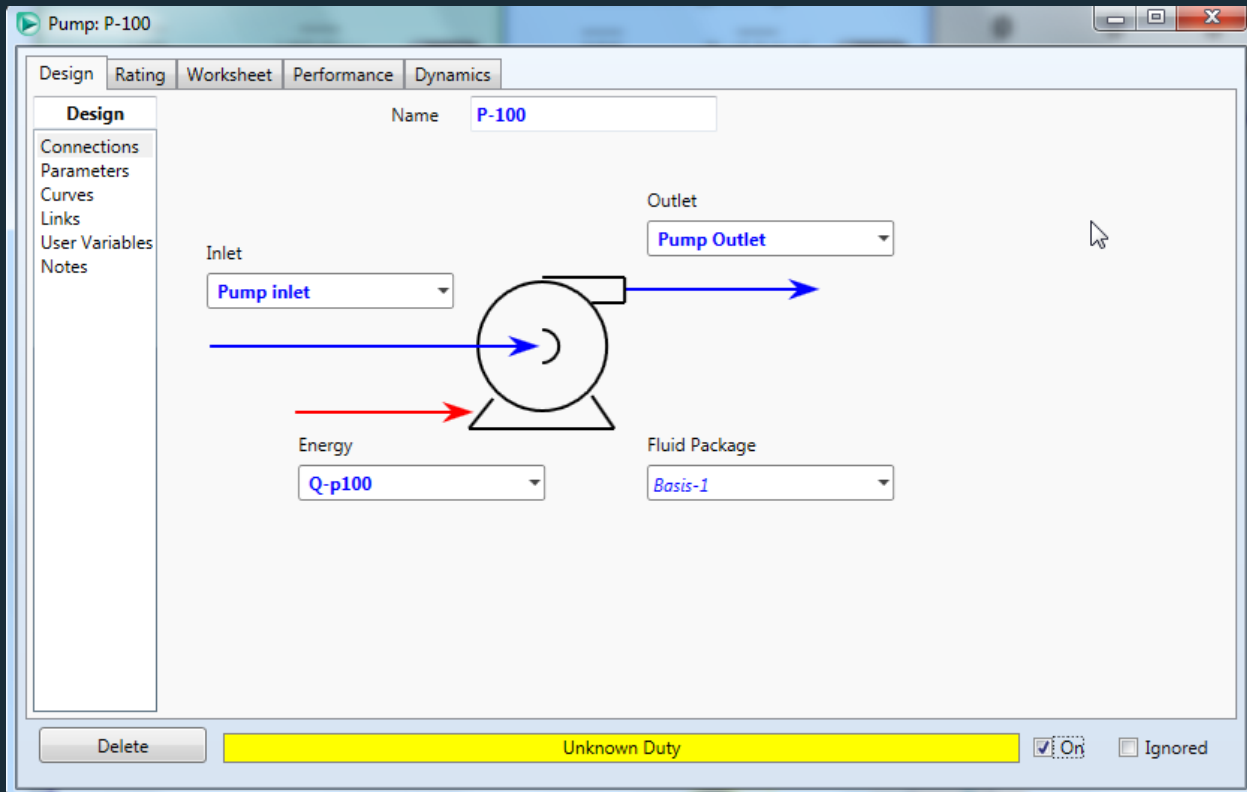 Pump: P-100
Design Rating Worksheet Performance Dynamics
Design
Connections
Parameters
Curves
Links
User Variables
Notes
Name P-100
Outlet
Pump Outlet
Inlet
Pump inlet
Energy
Q-p100
Fluid Package
Basis-1
Delete Unknown Duty On Ignored